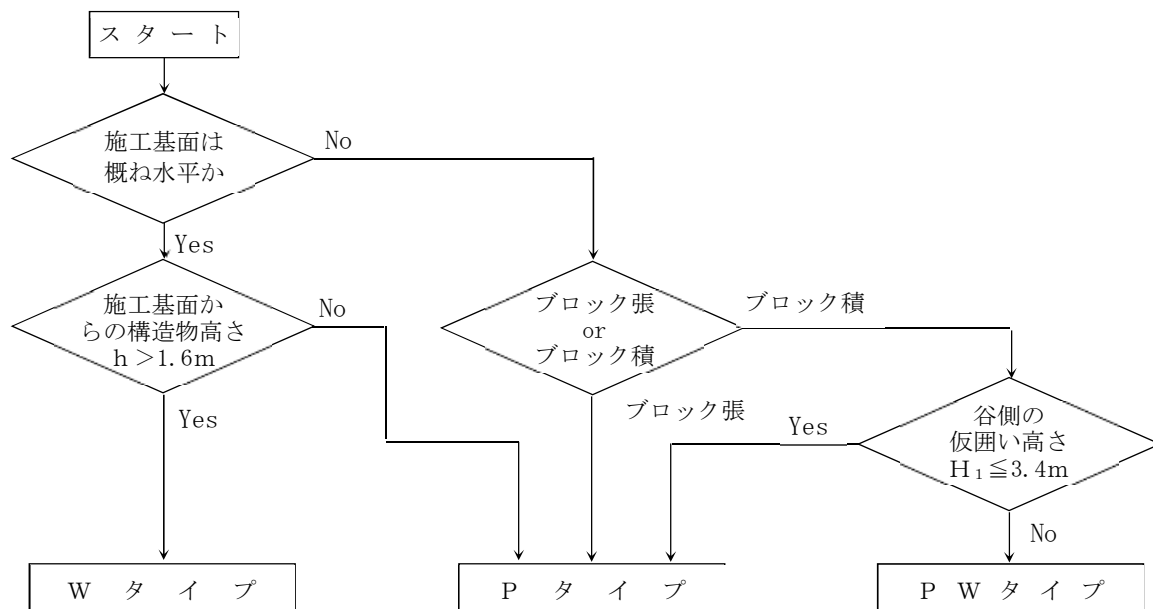 スタート
施工基面は
概ね水平か
No
Yes
施工基面か
らの構造物高さ
h>1.6m
No
Yes
ブロック張
or
ブロック積
ブロック積
ブロック張
谷側の
仮囲い高さ
H₁≦3.4m
Yes
No
Wタイプ
Pタイプ
PWタイプ